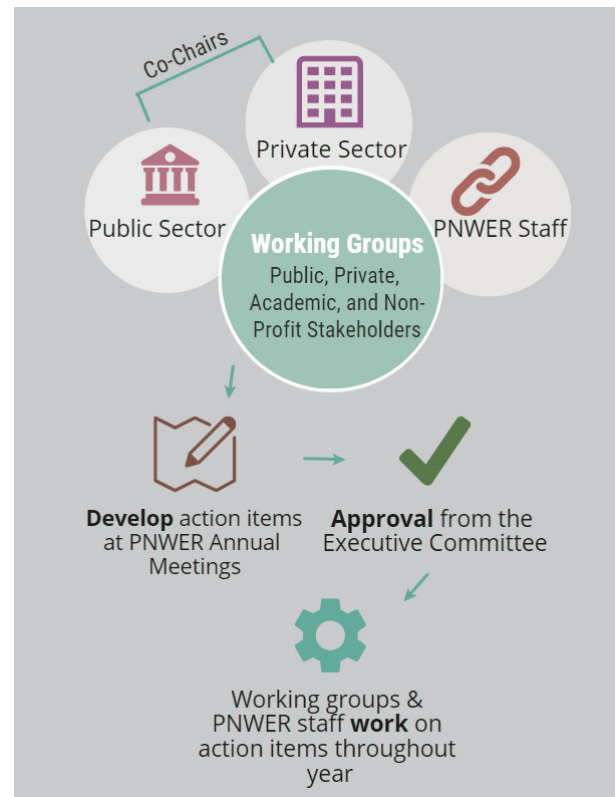 Co-Chairs
Private Sector
Public Sector
PNWER Staff
Working Groups
Public, Private,
Academic, and Non-
Profit Stakeholders
Develop action items
at PNWER Annual
Meetings
Approval from the
Executive Committee
Working groups &
PNWER staff work on
action items throughout
year